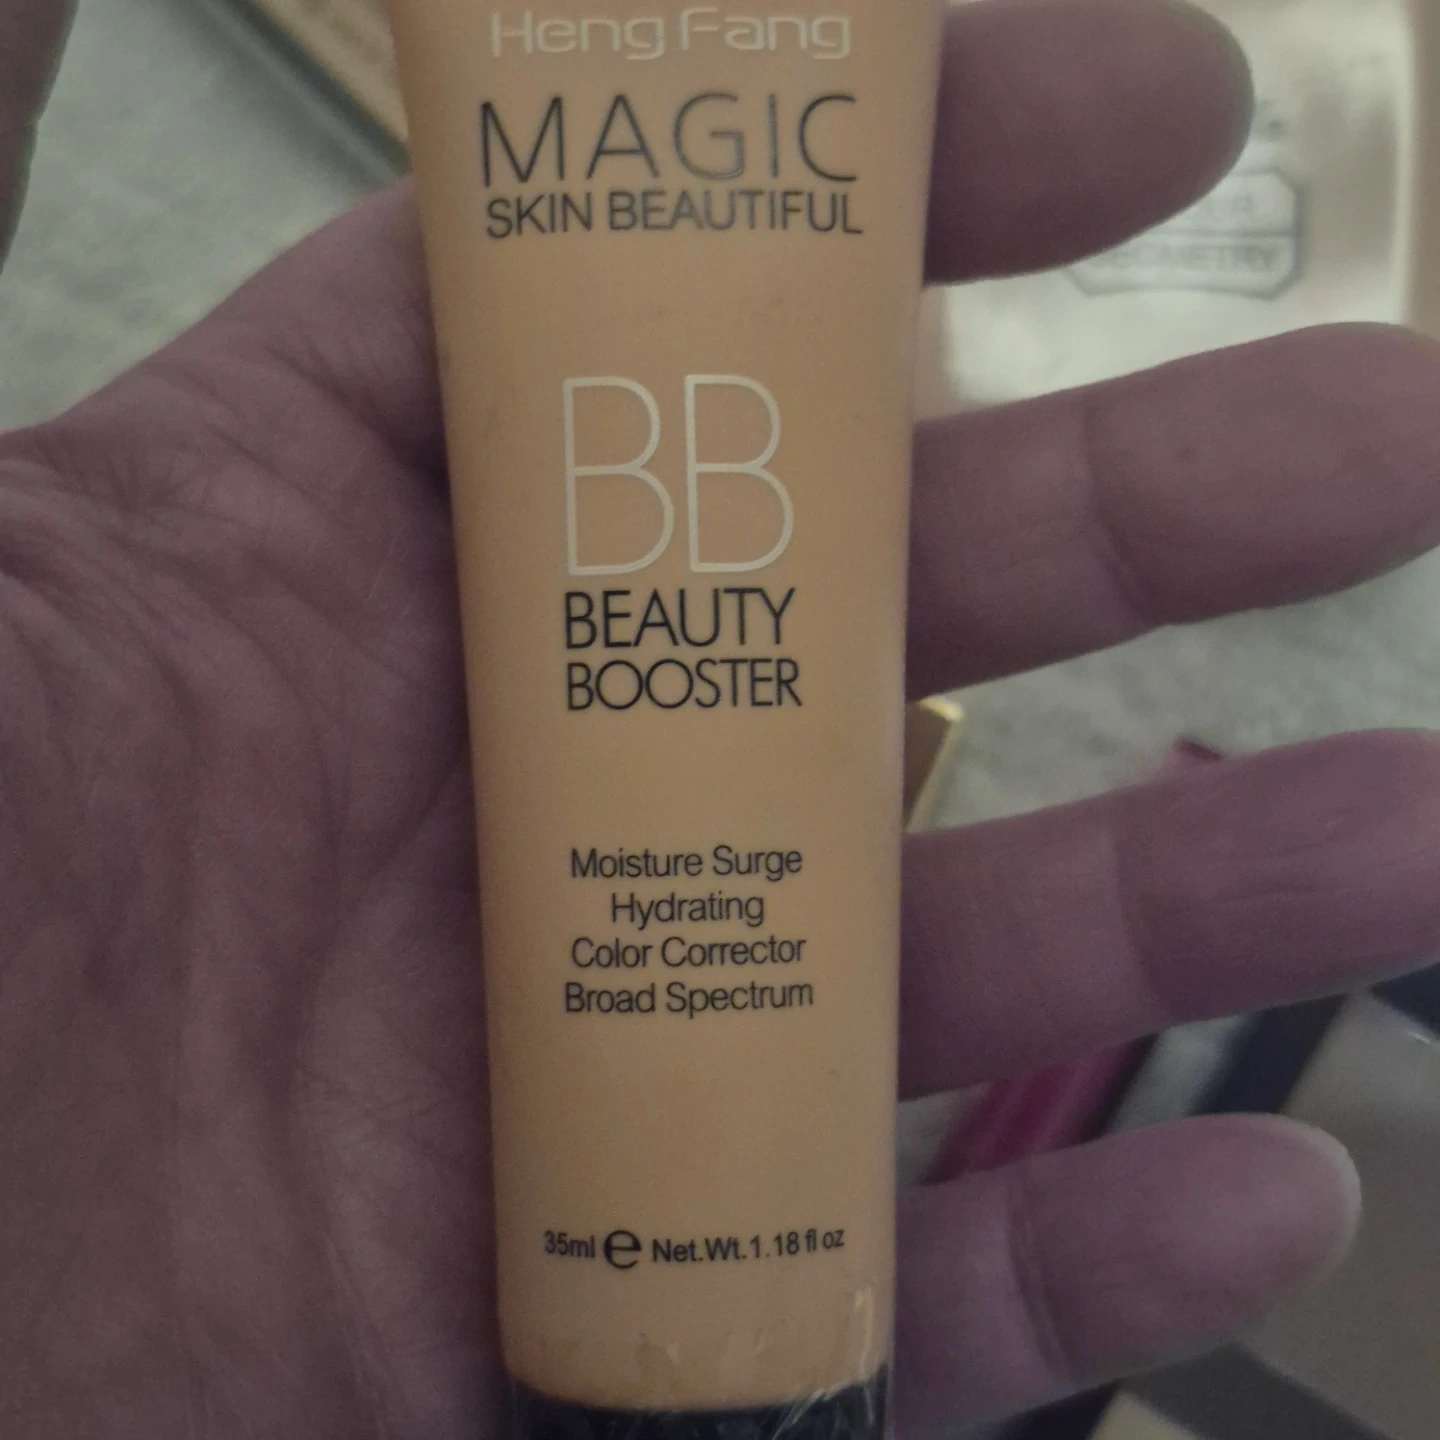 Heng Fang
MAGIC
SKIN BEAUTIFUL
BB
BEAUTY
BOOSTER
Moisture Surge
Hydrating
Color Corrector
Broad Spectrum
35ml e Net.Wt.1.18 fl oz